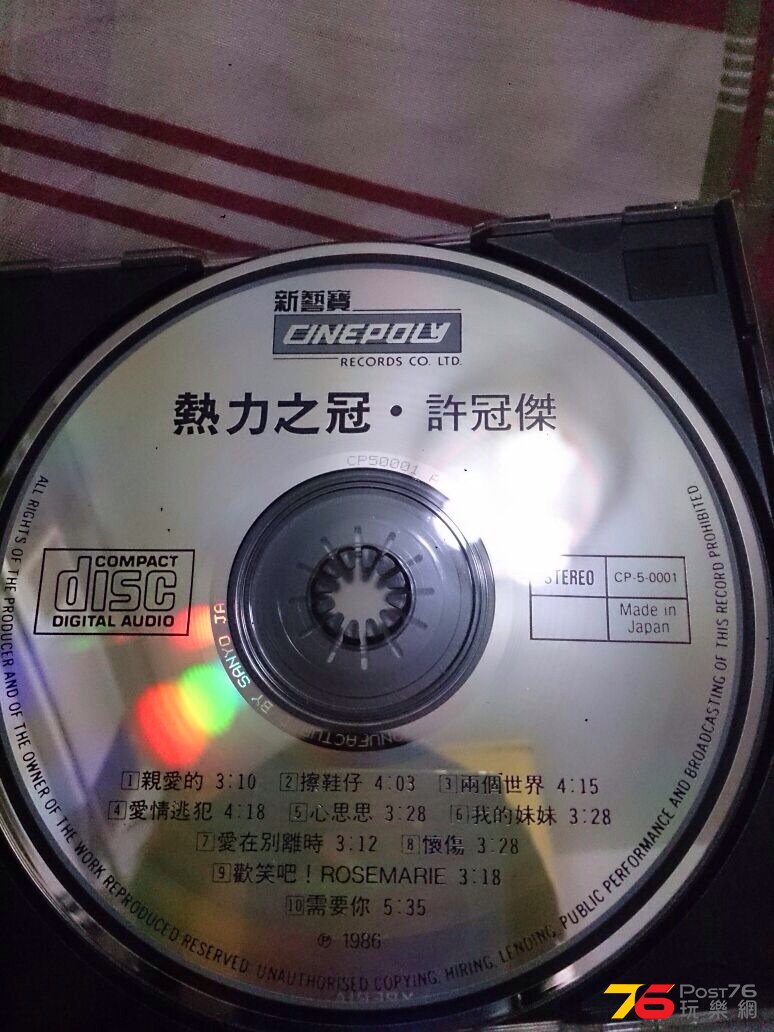 新藝寶
CINEPOLY
RECORDS CO. LTD.
熱力之冠・許冠傑
CP50001
COMPACT
disc
DIGITAL AUDIO
STEREO CP-5-0001
Made in
Japan
BY SANYO JA
1 親愛的 3:10 2 擦鞋仔 4:03 3 兩個世界 4:15
4 愛情逃犯 4:18 5 心思思 3:28 6 我的妹妹 3:28
7 愛在別離時 3:12 8 懷傷 3:28
9 歡笑吧！ROSEMARIE 3:18
10 需要你 5:35
℗ 1986
ALL RIGHTS OF THE PRODUCER AND OF THE OWNER OF THE WORK REPRODUCED RESERVED. UNAUTHORISED COPYING, HIRING, LENDING, PUBLIC PERFORMANCE AND BROADCASTING OF THIS RECORD PROHIBITED
76 Post76
玩樂網